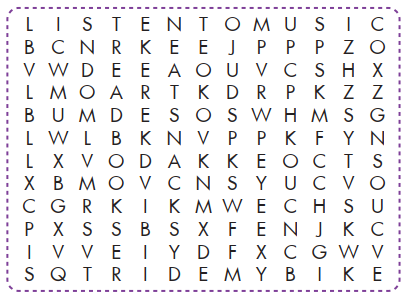 L I S T E N T O M U S I C
B C N R K E E J P P P Z O
V W D E E A O U V C S H X
L M O A R T K D R P K Z Z
B U M D E S O S W H M S G
L W L B K N V P P K F Y N
L X V O D A K K E O C T S
X B M O V C N S Y U C V O
C G R K I K M W E C H S U
P X S S B S X F E N J K C
I V V E I Y D F X C G W V
S Q T R I D E M Y B I K E